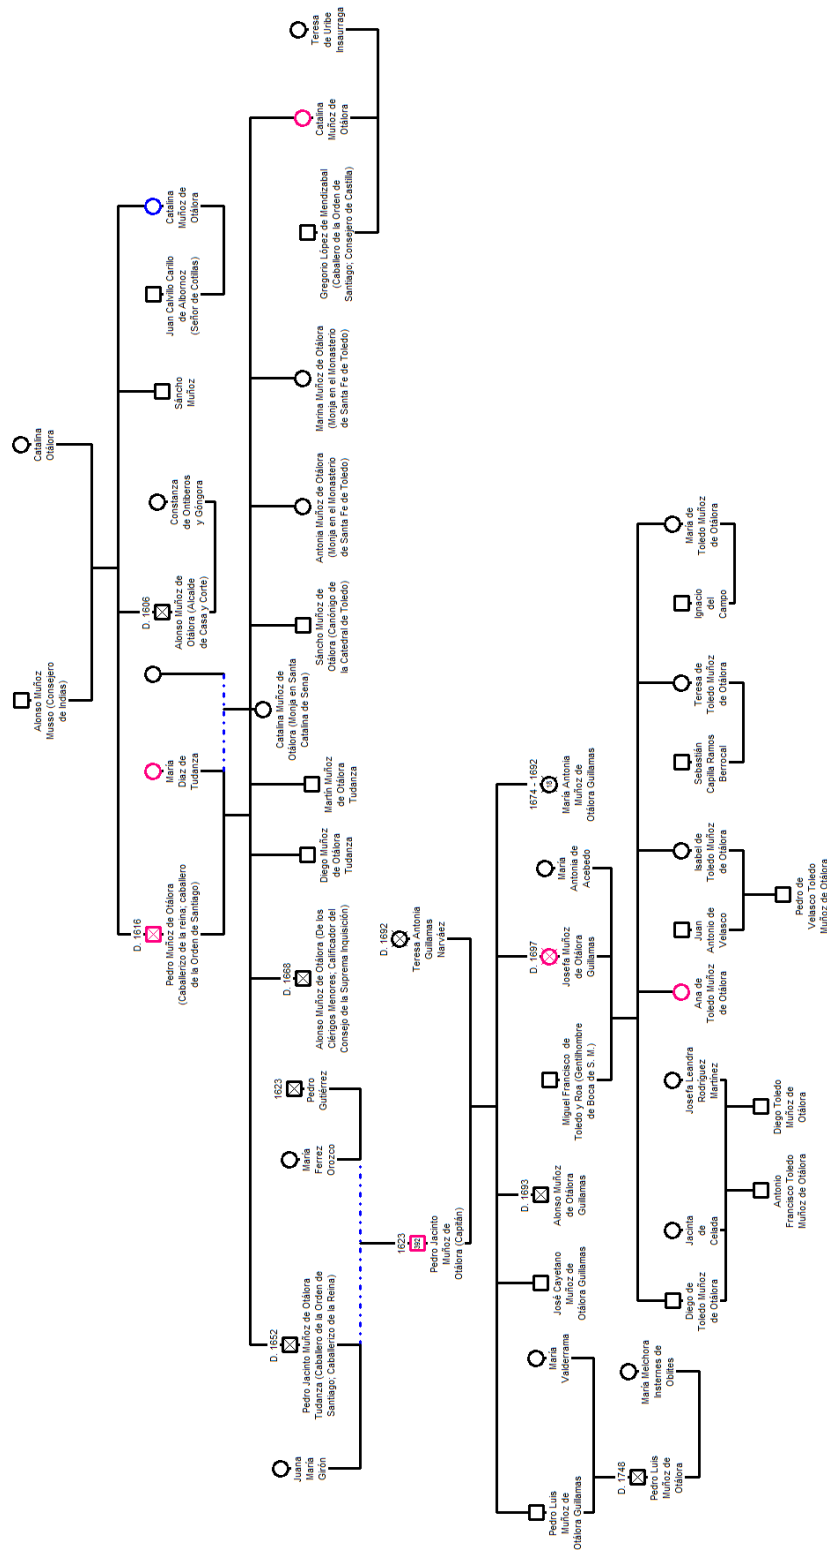 Catalina
Otálora
Alonso Muñoz
Musso (Consejero
de Indias)
Catalina
Muñoz de
Otálora
Juan Calvillo Carillo
de Albornoz
(Señor de Cotillas)
Sáncho
Muñoz
Constanza
de Ontiberos
y Góngora
D. 1606
Alonso Muñoz de
Otálora (Alcalde
de Casa y Corte)
María
Díaz de
Tudanza
D. 1616
Pedro Muñoz de Otálora
(Caballerizo de la reina; caballero
de la Orden de Santiago)
Teresa
de Uribe
Insaurraga
Catalina
Muñoz de
Otálora
Gregorio López de Mendizabal
(Caballero de la Orden de
Santiago; Consejero de Castilla)
Marina Muñoz de Otálora
(Monja en el Monasterio
de Santa Fe de Toledo)
Antonia Muñoz de Otálora
(Monja en el Monasterio
de Santa Fe de Toledo)
Sáncho Muñoz de
Otálora (Canónigo de
la Catedral de Toledo)
Catalina Muñoz de
Otálora (Monja en Santa
Catalina de Sena)
Martín Muñoz
de Otálora
Tudanza
Diego Muñoz
de Otálora
Tudanza
D. 1668
Alonso Muñoz de Otálora (De los
Clérigos Menores; Calificador del
Consejo de la Suprema Inquisición)
1623
Pedro
Gutiérrez
María
Ferrez
Orozco
D. 1652
Pedro Jacinto Muñoz de Otálora
Tudanza (Caballero de la Orden de
Santiago; Caballerizo de la Reina)
Juana
María
Girón
D. 1692
Teresa Antonia
Guillamas
Narváez
1623
392
Pedro Jacinto
Muñoz de
Otálora (Capitán)
1674 - 1692
18
María Antonia
Muñoz de
Otálora Guillamas
María
Antonia de
Acebedo
D. 1697
Josefa Muñoz
de Otálora
Guillamas
Miguel Francisco de
Toledo y Roa (Gentilhombre
de Boca de S. M.)
D. 1693
Alonso Muñoz
de Otálora
Guillamas
José Cayetano
Muñoz de
Otálora Guillamas
María
Valderrama
Pedro Luis
Muñoz de
Otálora Guillamas
María Melchora
Insternes de
Oblites
D. 1748
Pedro Luis
Muñoz de
Otálora
María de
Toledo Muñoz
de Otálora
Ignacio
del
Campo
Teresa de
Toledo Muñoz
de Otálora
Sebastián
Capilla Ramos
Berrocal
Isabel de
Toledo Muñoz
de Otálora
Juan
Antonio de
Velasco
Ana de
Toledo Muñoz
de Otálora
Josefa Leandra
Rodríguez
Martínez
Jacinta
de
Celada
Diego de
Toledo Muñoz
de Otálora
Pedro de
Velasco Toledo
Muñoz de Otálora
Diego Toledo
Muñoz de
Otálora
Antonio
Francisco Toledo
Muñoz de Otálora